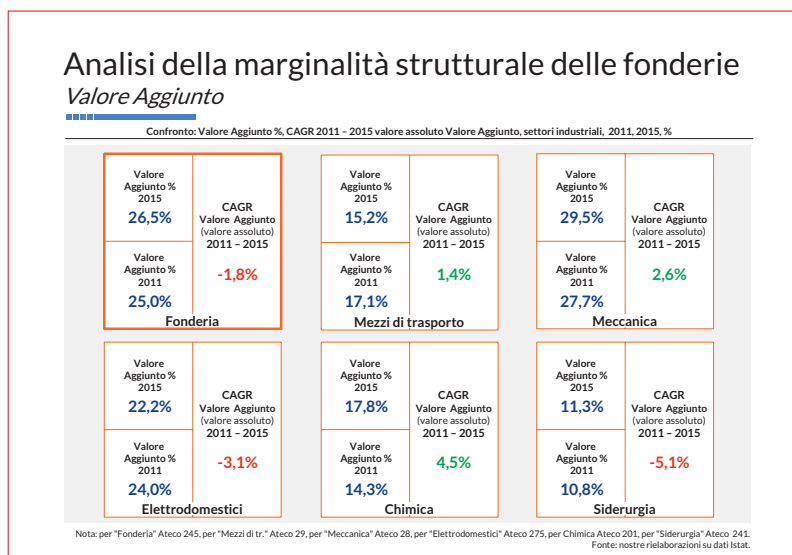 Analisi della marginalità strutturale delle fonderie
Valore Aggiunto
Confronto: Valore Aggiunto %, CAGR 2011 – 2015 valore assoluto Valore Aggiunto, settori industriali, 2011, 2015, %
Valore
Aggiunto %
2015
26,5%
Valore
Aggiunto %
2011
25,0%
CAGR
Valore Aggiunto
(valore assoluto)
2011 – 2015
-1,8%
Fonderia
Valore
Aggiunto %
2015
15,2%
Valore
Aggiunto %
2011
17,1%
CAGR
Valore Aggiunto
(valore assoluto)
2011 – 2015
1,4%
Mezzi di trasporto
Valore
Aggiunto %
2015
29,5%
Valore
Aggiunto %
2011
27,7%
CAGR
Valore Aggiunto
(valore assoluto)
2011 – 2015
2,6%
Meccanica
Valore
Aggiunto %
2015
22,2%
Valore
Aggiunto %
2011
24,0%
CAGR
Valore Aggiunto
(valore assoluto)
2011 – 2015
-3,1%
Elettrodomestici
Valore
Aggiunto %
2015
17,8%
Valore
Aggiunto %
2011
14,3%
CAGR
Valore Aggiunto
(valore assoluto)
2011 – 2015
4,5%
Chimica
Valore
Aggiunto %
2015
11,3%
Valore
Aggiunto %
2011
10,8%
CAGR
Valore Aggiunto
(valore assoluto)
2011 – 2015
-5,1%
Siderurgia
Nota: per "Fonderia" Ateco 245, per "Mezzi di tr." Ateco 29, per "Meccanica" Ateco 28, per "Elettrodomestici" Ateco 275, per Chimica Ateco 201, per "Siderurgia" Ateco 241.
Fonte: nostre rielaborazioni su dati Istat.